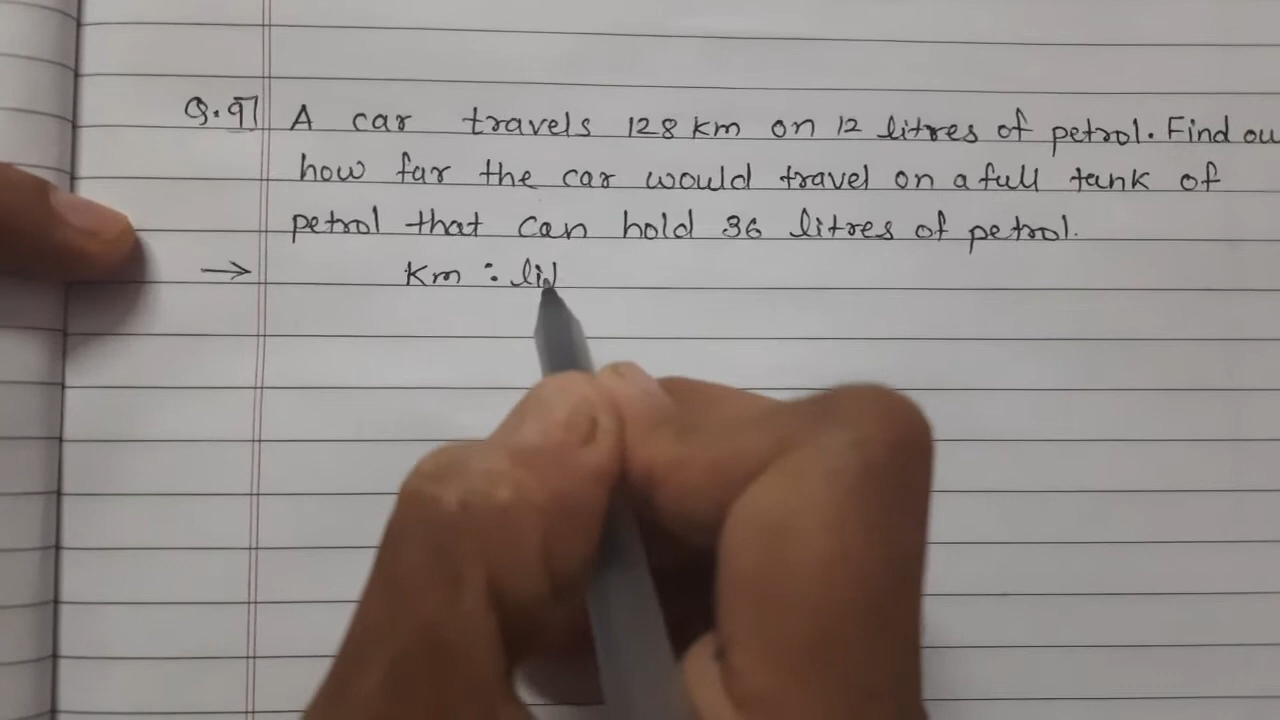 Q.97 A car travels 128 km on 12 litres of petrol. Find ou
how far the car would travel on a full tank of
petrol that can hold 36 litres of petrol.
→ Km : lit